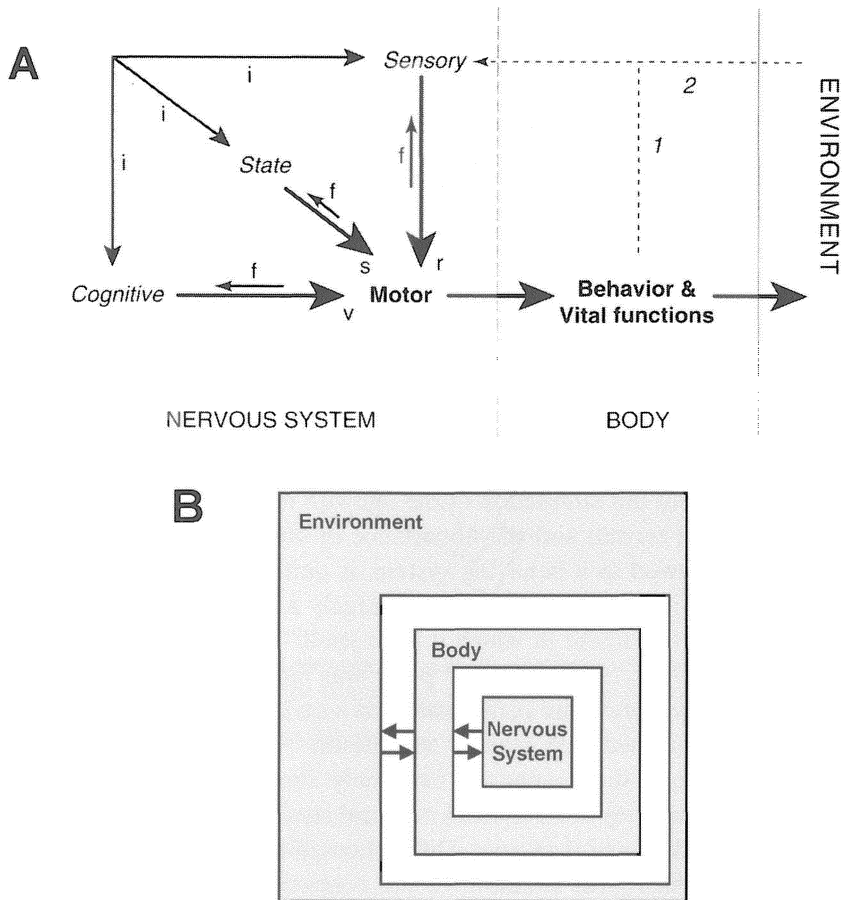 A
Sensory
i
i
i
f
2
1
ENVIRONMENT
State
f
s
r
Cognitive
f
v
Motor
Behavior &
Vital functions
NERVOUS SYSTEM
BODY
B
Environment
Body
Nervous
System